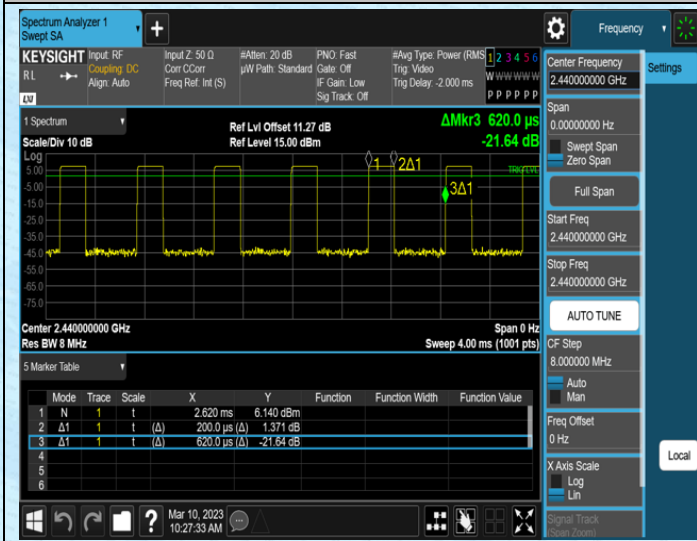 Spectrum Analyzer 1
Swept SA
Frequency
KEYSIGHT Input: RF Input Z: 50 Ω #Atten: 20 dB PNO: Fast #Avg Type: Power (RMS 1 2 3 4 5 6
RL Coupling: DC Corr CCorr µW Path: Standard Gate: Off Trig: Video
Align: Auto Freq Ref: Int (S) IF Gain: Low Trig Delay: -2.000 ms W W W W W W
Sig Track: Off P P P P P P
LXI
1 Spectrum
Ref Lvl Offset 11.27 dB ΔMkr3 620.0 µs
Scale/Div 10 dB Ref Level 15.00 dBm -21.64 dB
Log
5.00
-5.00
-15.0
-25.0
-35.0
-45.0
-55.0
-65.0
-75.0
1 2Δ1
TRIG LVL
3Δ1
Center 2.440000000 GHz Span 0 Hz
Res BW 8 MHz Sweep 4.00 ms (1001 pts)
5 Marker Table
Mode Trace Scale X Y Function Function Width Function Value
1 N 1 t 2.620 ms 6.140 dBm
2 Δ1 1 t (Δ) 200.0 µs (Δ) 1.371 dB
3 Δ1 1 t (Δ) 620.0 µs (Δ) -21.64 dB
4
5
6
Mar 10, 2023
10:27:33 AM
Center Frequency
2.440000000 GHz
Span
0.00000000 Hz
Swept Span
Zero Span
Full Span
Start Freq
2.440000000 GHz
Stop Freq
2.440000000 GHz
AUTO TUNE
CF Step
8.000000 MHz
Auto
Man
Freq Offset
0 Hz
X Axis Scale
Log
Lin
Signal Track
(Span Zoom)
Settings
Local